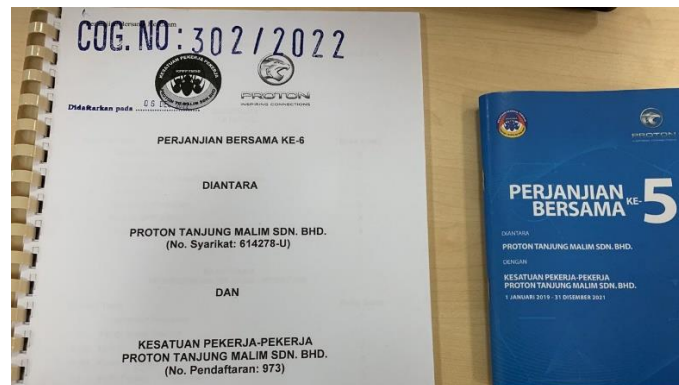 COG. NO: 302/2022
PROTON
INSPIRING CONNECTIONS
Didaftarkan pada
PERJANJIAN BERSAMA KE-6
DIANTARA
PROTON TANJUNG MALIM SDN. BHD.
(No. Syarikat: 614278-U)
DAN
KESATUAN PEKERJA-PEKERJA
PROTON TANJUNG MALIM SDN. BHD.
(No. Pendaftaran: 973)
PROTON
PERJANJIAN KE-5
BERSAMA
DIANTARA
PROTON TANJUNG MALIM SDN. BHD.
DENGAN
KESATUAN PEKERJA-PEKERJA
PROTON TANJUNG MALIM SDN. BHD.
1 JANUARI 2019 - 31 DISEMBER 2021